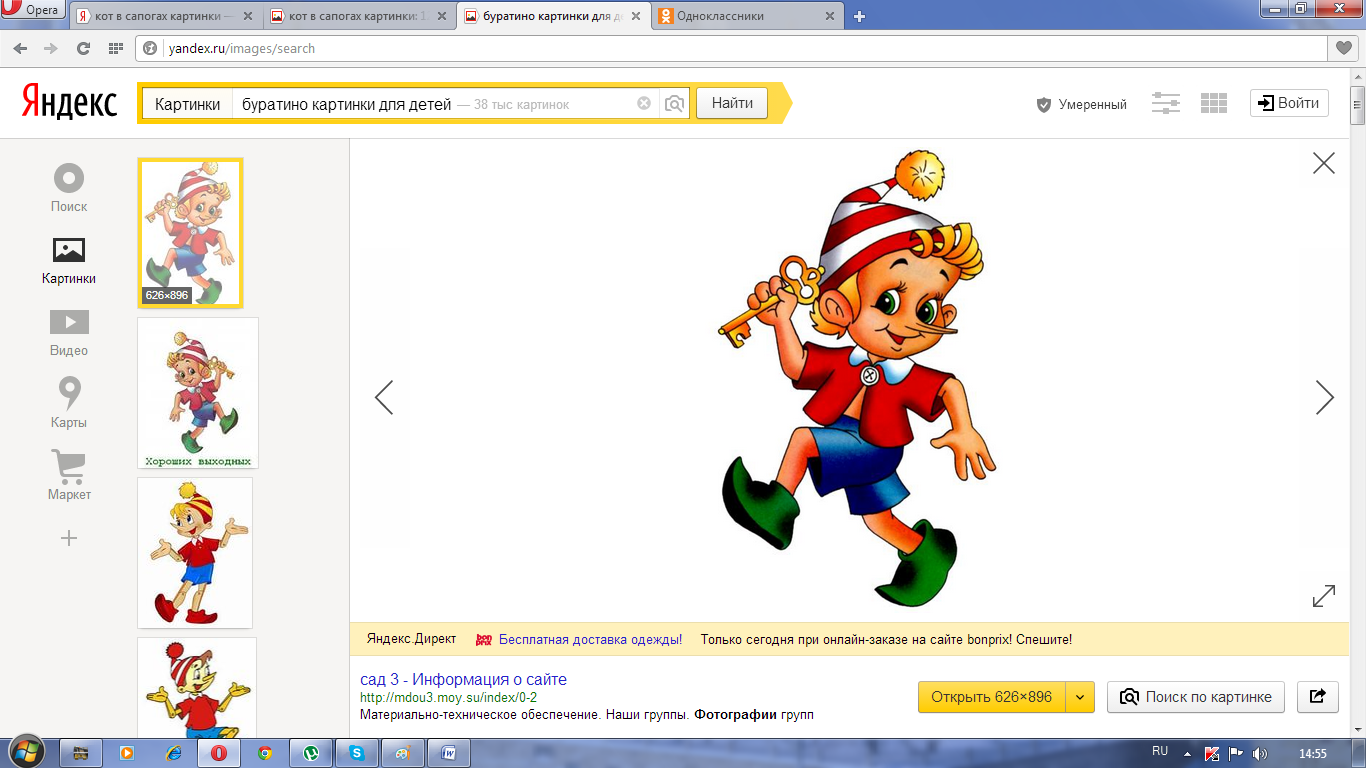 Opera
кот в сапогах картинки —
кот в сапогах картинки: 1
буратино картинки для д
Одноклассники
yandex.ru/images/search
Яндекс
Картинки
буратино картинки для детей — 38 тыс картинок
Найти
Умеренный
Войти
Поиск
Картинки
Видео
Карты
Маркет
626×896
Хороших выходных
Яндекс.Директ
bon prix
Бесплатная доставка одежды!
Только сегодня при онлайн-заказе на сайте bonprix! Спешите!
сад 3 - Информация о сайте
http://mdou3.moy.su/index/0-2
Материально-техническое обеспечение. Наши группы. Фотографии групп
Открыть 626×896
Поиск по картинке
RU
14:55